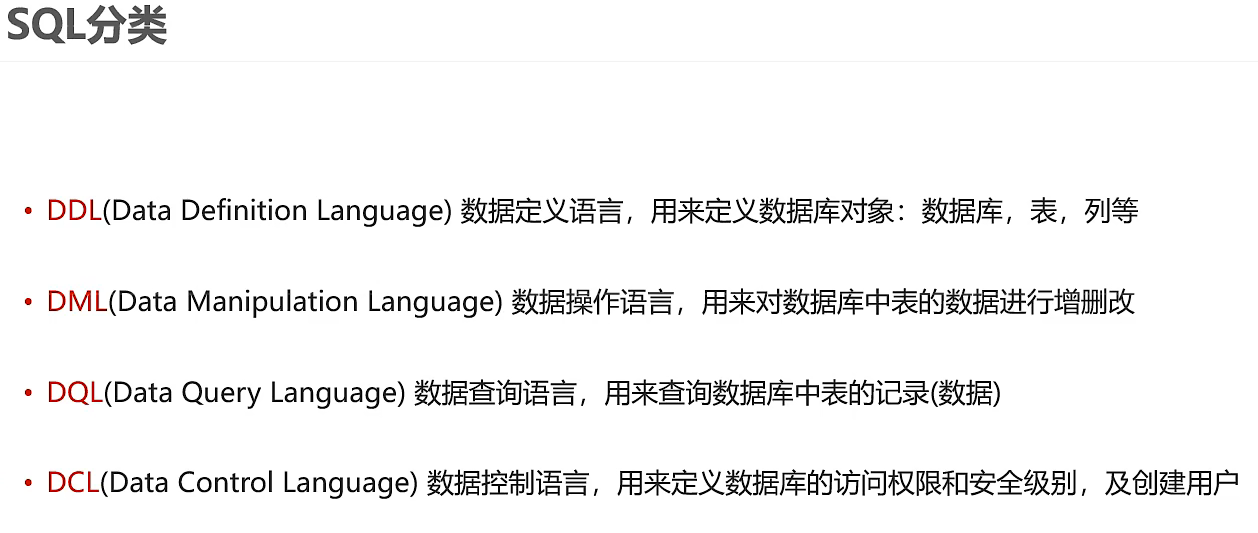 SQL分类
• DDL(Data Definition Language) 数据定义语言，用来定义数据库对象：数据库，表，列等
• DML(Data Manipulation Language) 数据操作语言，用来对数据库中表的数据进行增删改
• DQL(Data Query Language) 数据查询语言，用来查询数据库中表的记录(数据)
• DCL(Data Control Language) 数据控制语言，用来定义数据库的访问权限和安全级别，及创建用户